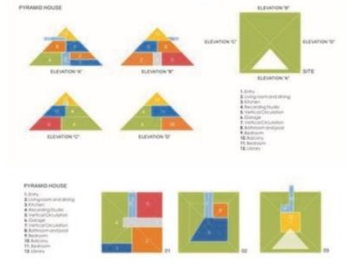 PYRAMID HOUSE
ELEVATION "A"
ELEVATION "B"
ELEVATION "C"
ELEVATION "D"
ELEVATION "B"
ELEVATION "C"
ELEVATION "D"
ELEVATION "A"
SITE
1. Entry
2. Living room and dining
3. Kitchen
4. Recording Studio
5. Vertical Circulation
6. Garage
7. Vertical Circulation
8. Bathroom and pool
9. Bedroom
10. Balcony
11. Bedroom
12. Library
PYRAMID HOUSE
1. Entry
2. Living room and dining
3. Kitchen
4. Recording Studio
5. Vertical Circulation
6. Garage
7. Vertical Circulation
8. Bathroom and pool
9. Bedroom
10. Balcony
11. Bedroom
12. Library
01
02
03